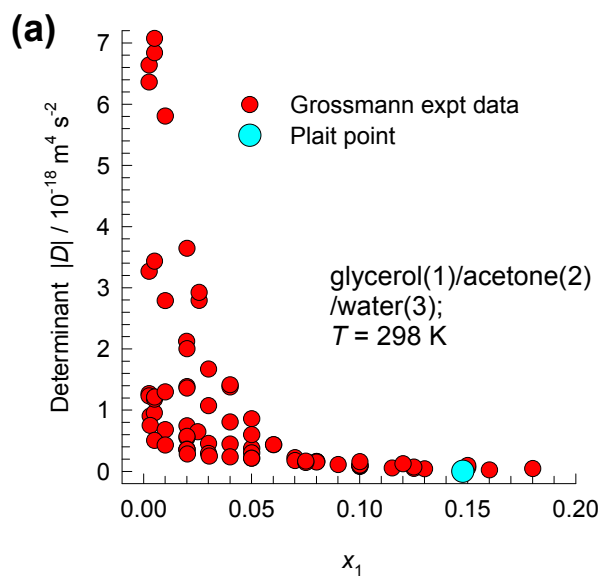 (a)
Determinant |D| / 10⁻¹⁸ m⁴ s⁻²
7
6
5
4
3
2
1
0
Grossmann expt data
Plait point
glycerol(1)/acetone(2)
/water(3);
T = 298 K
0.00 0.05 0.10 0.15 0.20
x₁